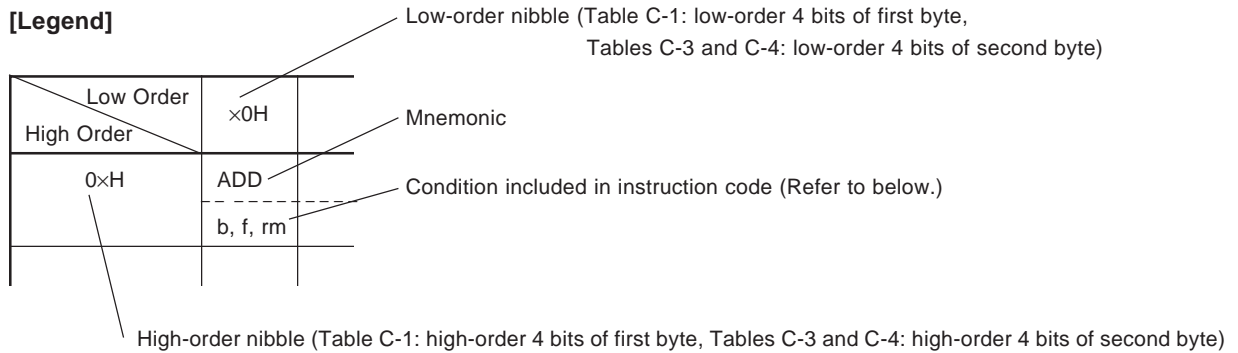 [Legend]
Low-order nibble (Table C-1: low-order 4 bits of first byte,
Tables C-3 and C-4: low-order 4 bits of second byte)
Low Order
High Order
×0H
Mnemonic
0×H
ADD
Condition included in instruction code (Refer to below.)
b, f, rm
High-order nibble (Table C-1: high-order 4 bits of first byte, Tables C-3 and C-4: high-order 4 bits of second byte)